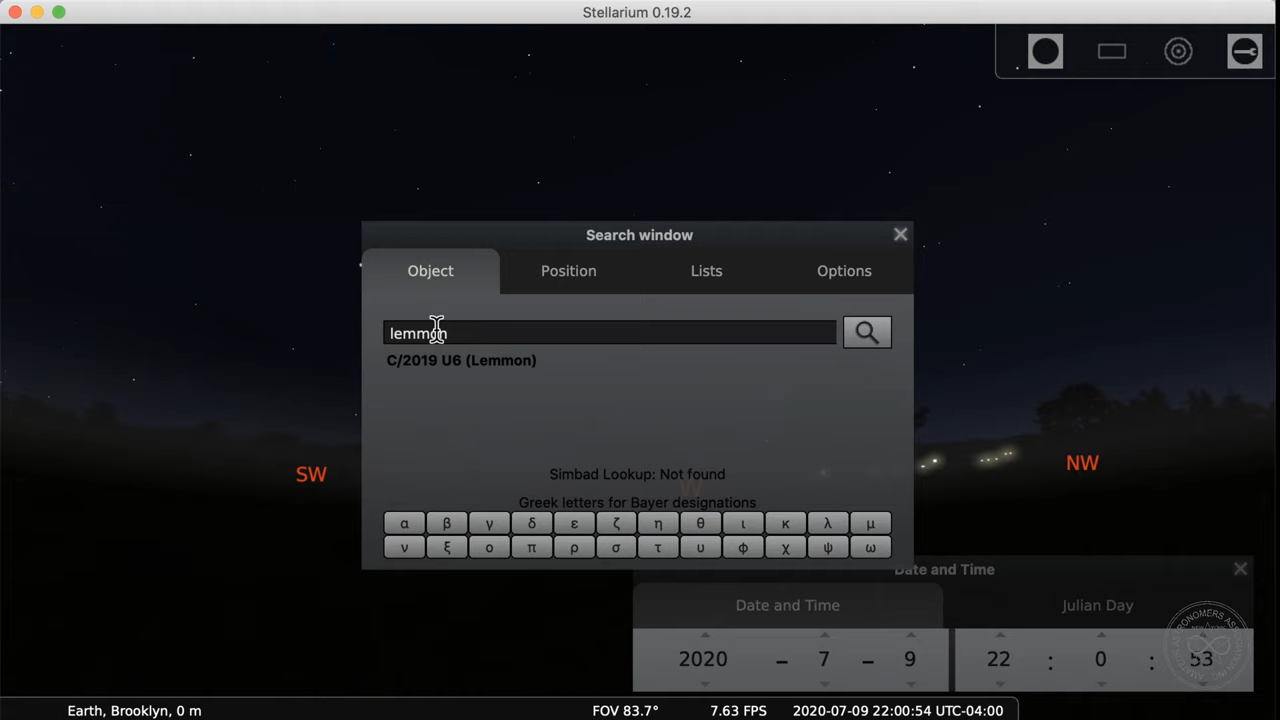 Stellarium 0.19.2
Search window
Object Position Lists Options
lemmon
C/2019 U6 (Lemmon)
Simbad Lookup: Not found
Greek letters for Bayer designations
α β γ δ ε ζ η θ ι κ λ μ
ν ξ ο π ρ σ τ υ φ χ ψ ω
SW
W
NW
Date and Time
Date and Time Julian Day
2020 – 7 – 9 22 : 0 : 53
Earth, Brooklyn, 0 m FOV 83.7° 7.63 FPS 2020-07-09 22:00:54 UTC-04:00